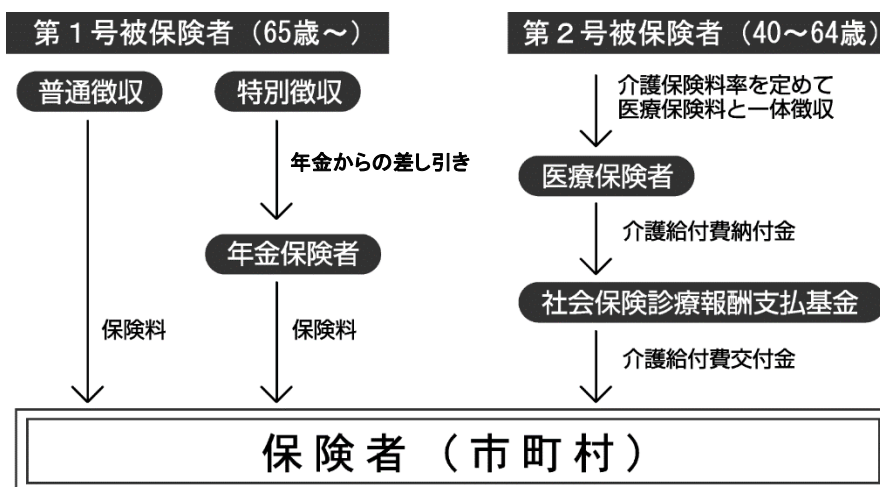 第1号被保険者（65歳～）
普通徴収
特別徴収
年金からの差し引き
年金保険者
保険料
保険料
第2号被保険者（40～64歳）
介護保険料率を定めて
医療保険料と一体徴収
医療保険者
介護給付費納付金
社会保険診療報酬支払基金
介護給付費交付金
保険者（市町村）